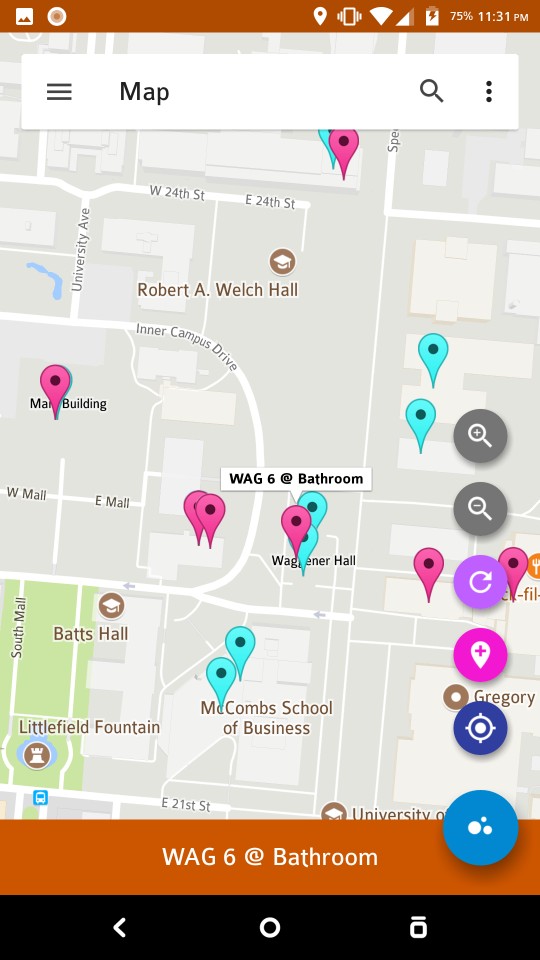 75% 11:31 PM
Map
W 24th St
E 24th St
University Ave
Robert A. Welch Hall
Inner Campus Drive
Building
W Mall
E Mall
WAG 6 @ Bathroom
Hall
South Mall
Batts Hall
Gregory
McCombs School
of Business
Littlefield Fountain
E 21st St
University
WAG 6 @ Bathroom